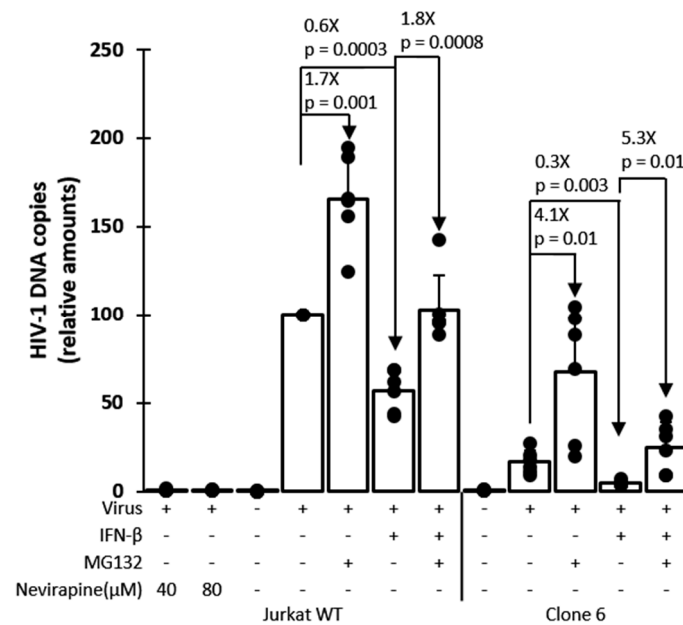 0.6X
p = 0.0003
1.8X
p = 0.0008
1.7X
p = 0.001
5.3X
p = 0.01
0.3X
p = 0.003
4.1X
p = 0.01
HIV-1 DNA copies
(relative amounts)
250
200
150
100
50
0
Virus + + - + + + + - + + + +
IFN-β - - - - - + + - - - + +
MG132 - - - - + - + - - + - +
Nevirapine(µM) 40 80 - - - - - - - - - -
Jurkat WT Clone 6